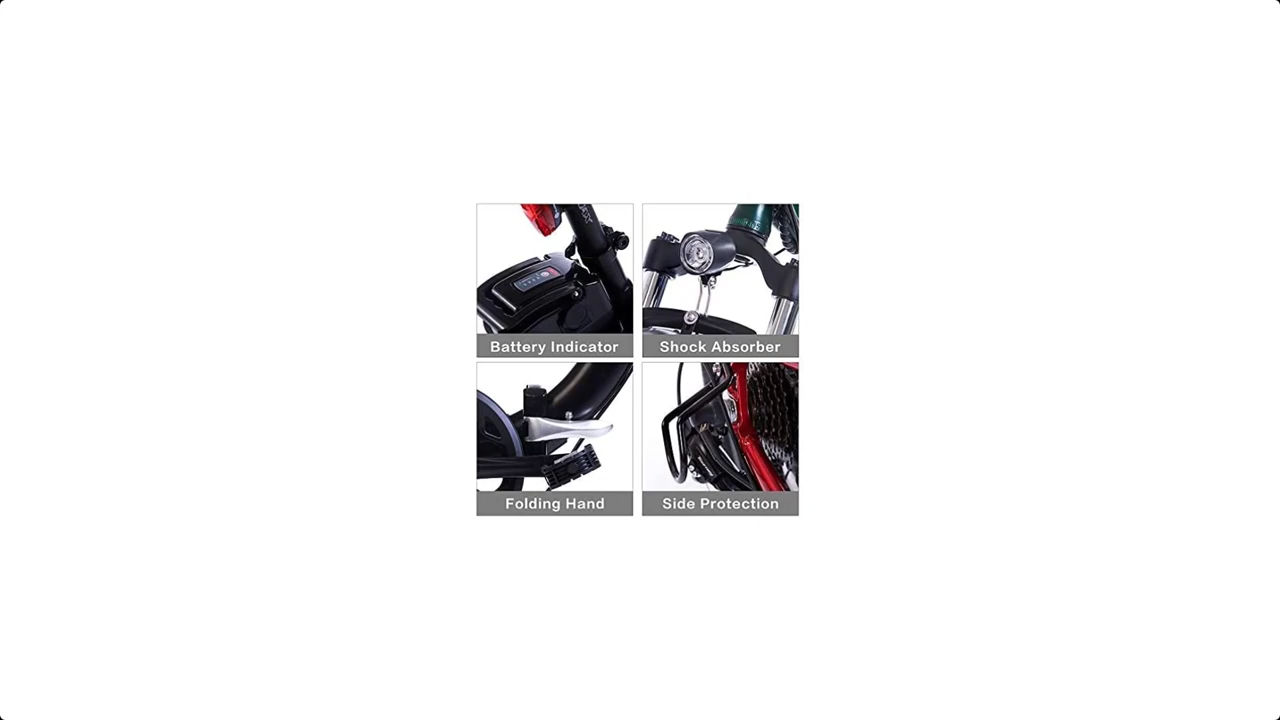 Battery Indicator
Shock Absorber
Folding Hand
Side Protection